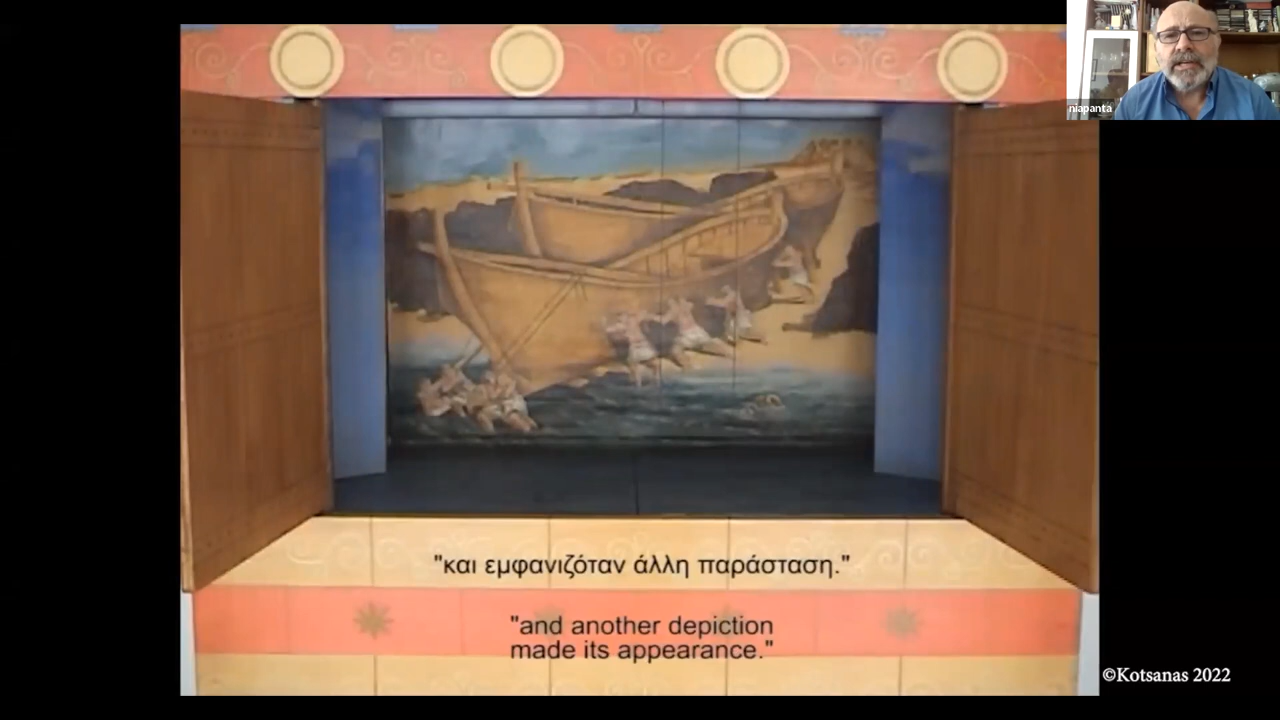 niapanta
"και εμφανιζόταν άλλη παράσταση."
"and another depiction
made its appearance."
©Kotsanas 2022